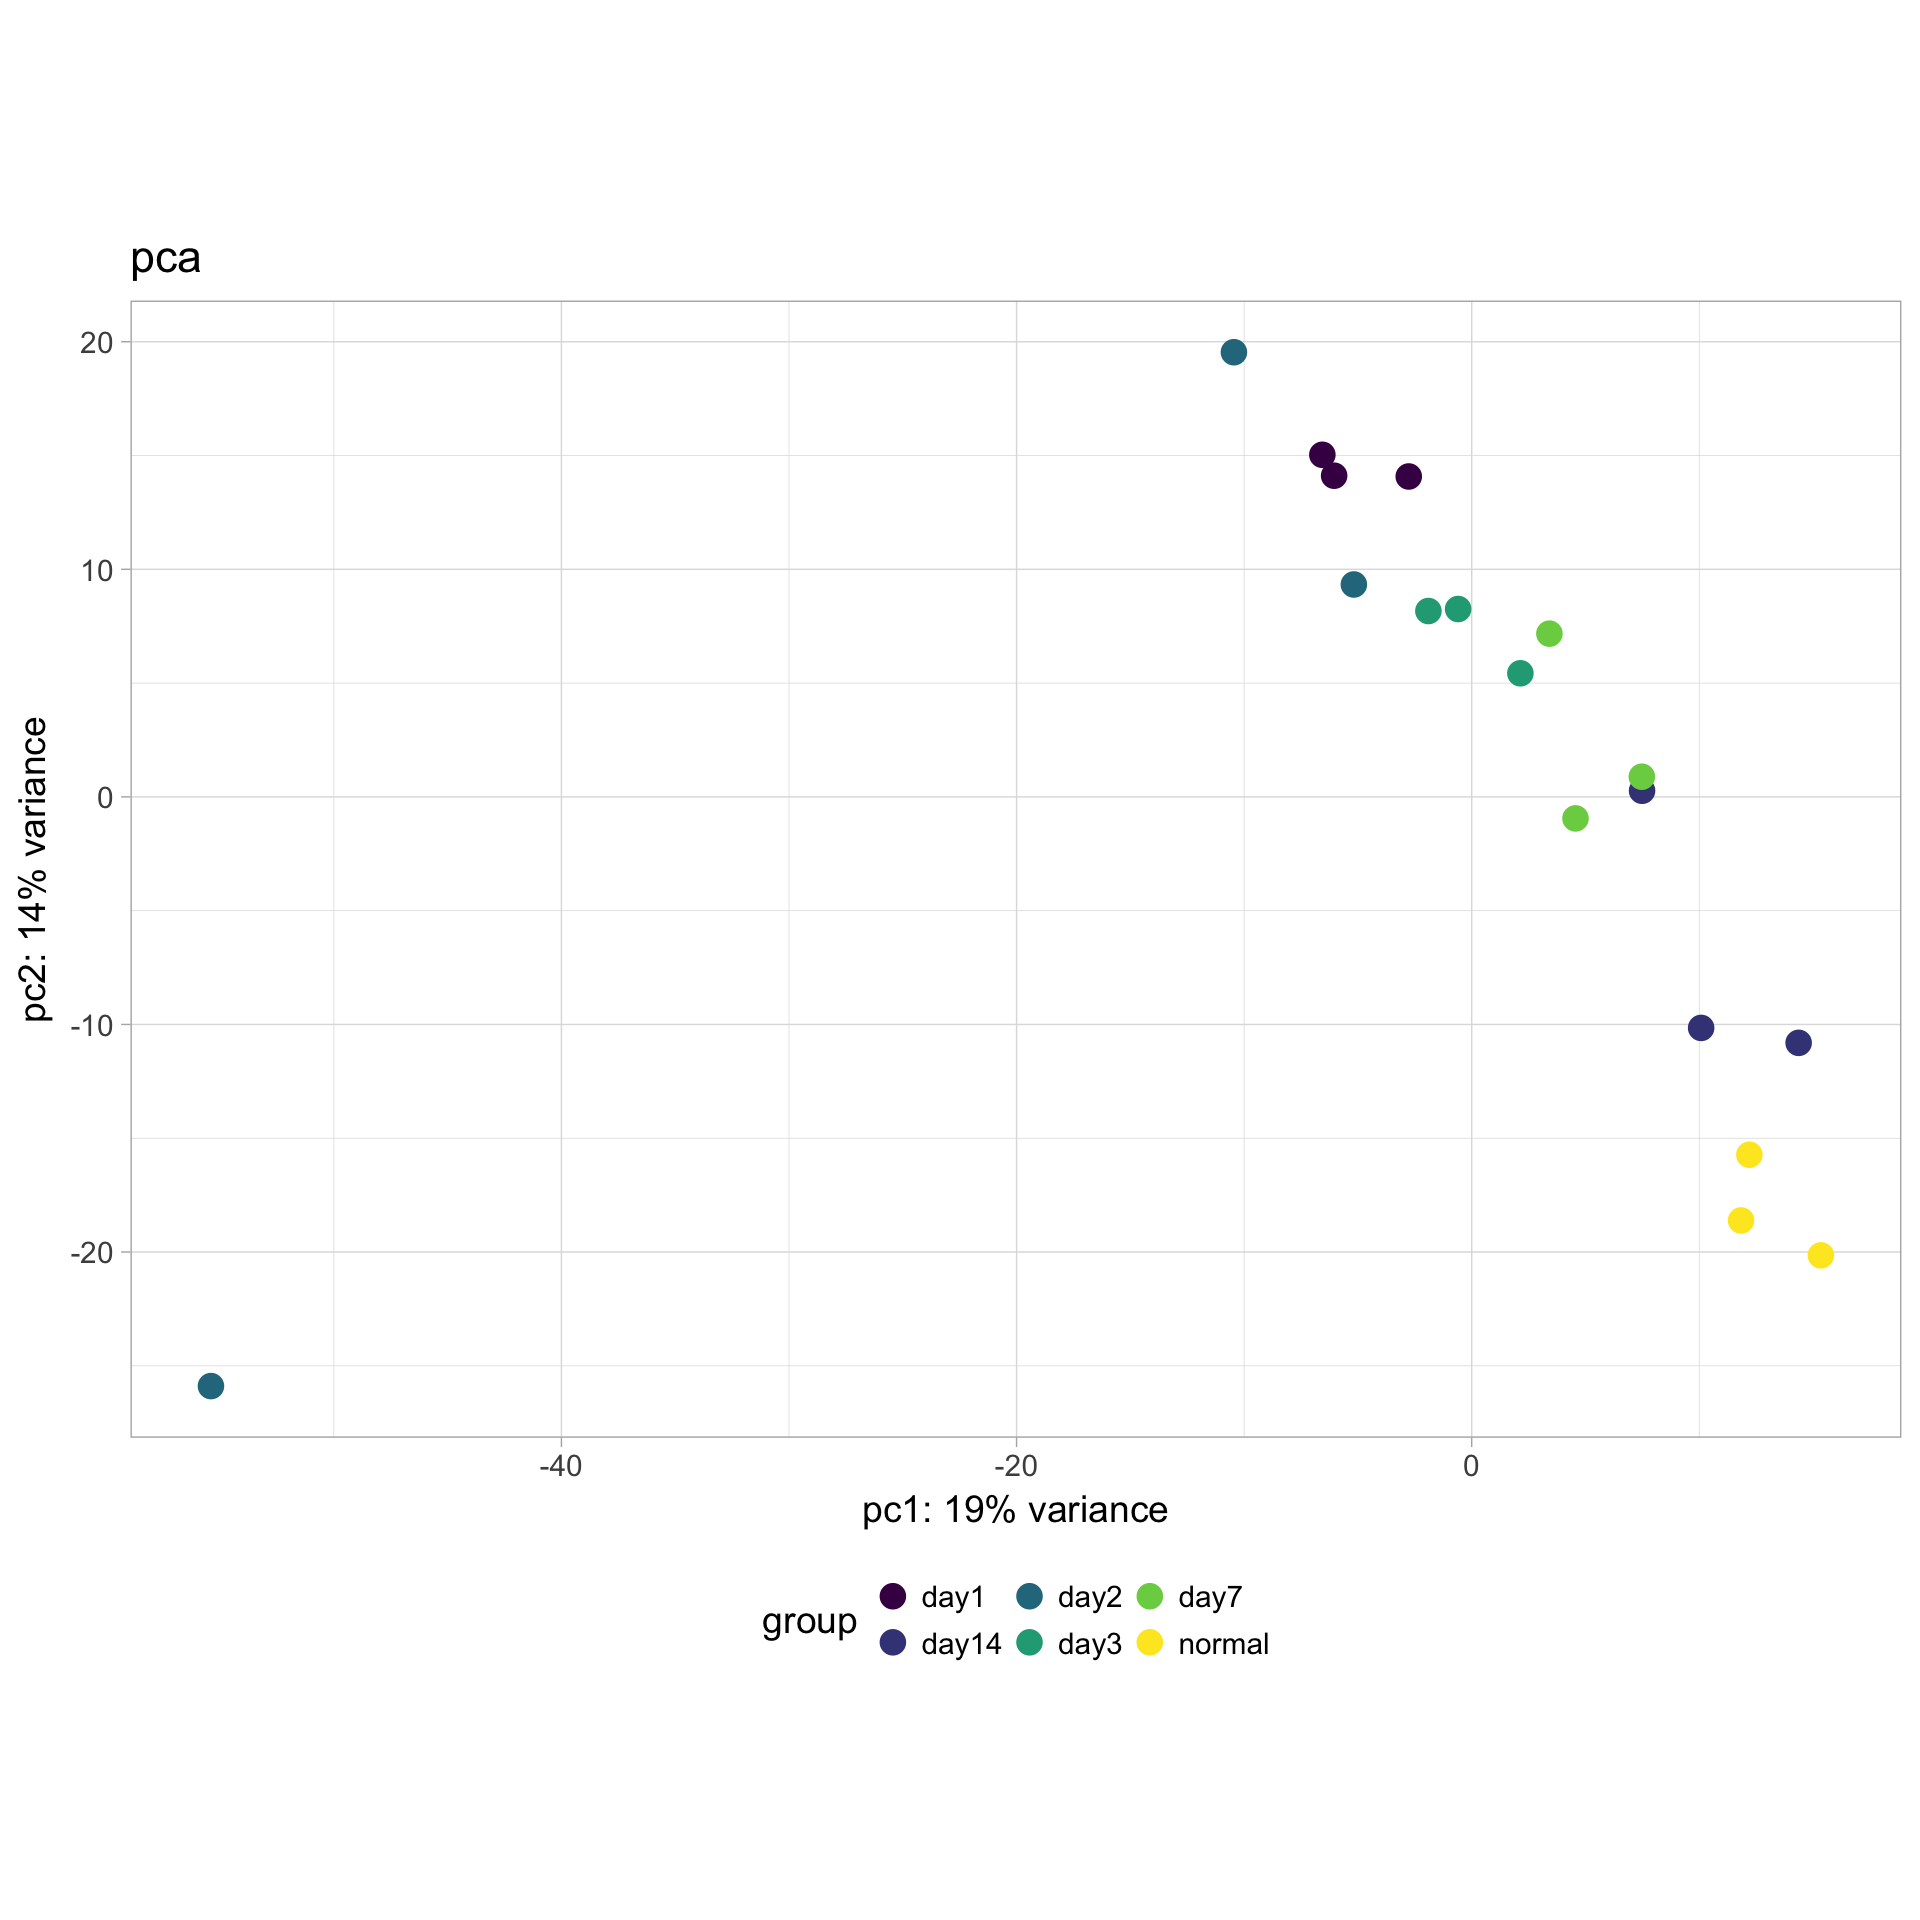 pca
20
10
0
-10
-20
pc2: 14% variance
-40
-20
0
pc1: 19% variance
group
day1
day2
day7
day14
day3
normal